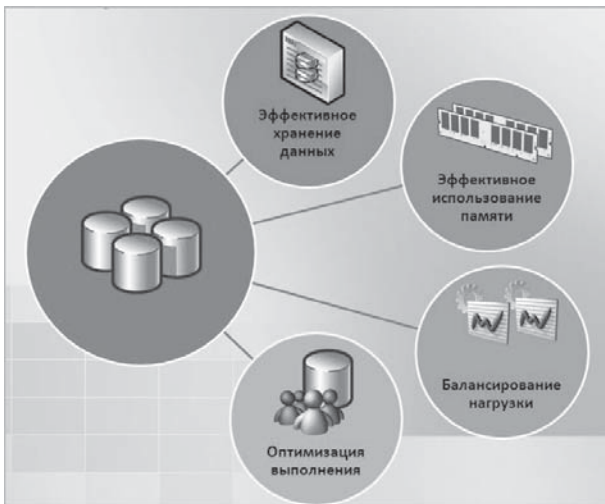 Эффективное
хранение
данных
Эффективное
использование
памяти
Балансирование
нагрузки
Оптимизация
выполнения